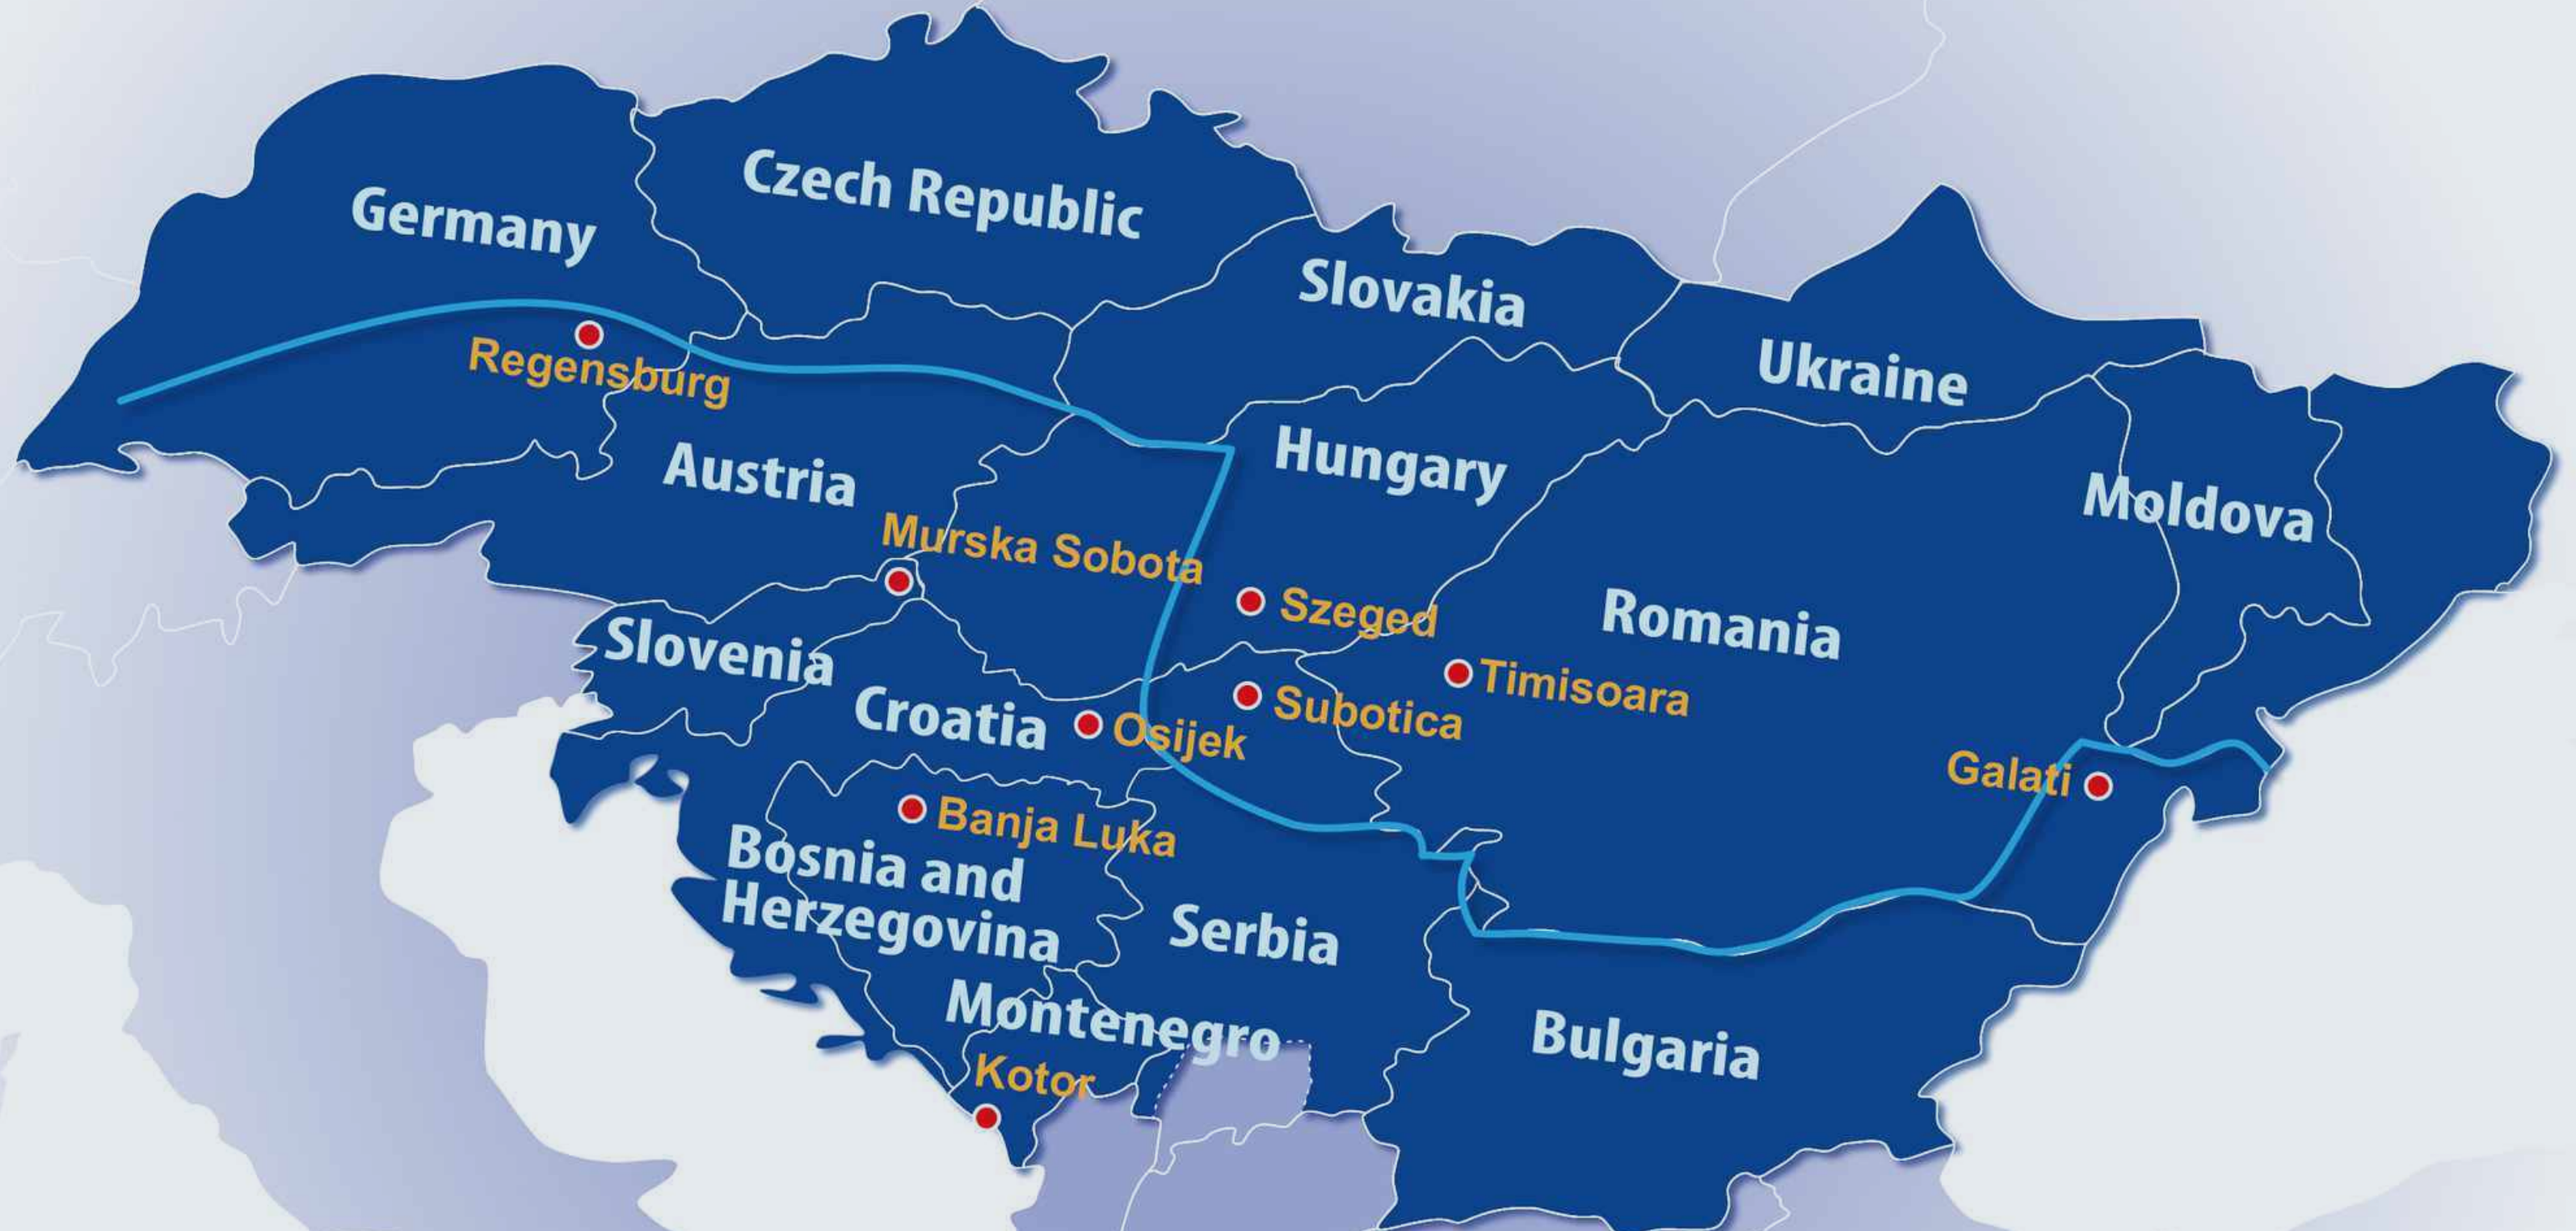 Czech Republic
Germany
Slovakia
Regensburg
Ukraine
Austria
Hungary
Murska Sobota
Moldova
Szeged
Romania
Slovenia
Timisoara
Croatia
Osijek
Subotica
Galati
Banja Luka
Bosnia and
Herzegovina
Serbia
Montenegro
Kotor
Bulgaria